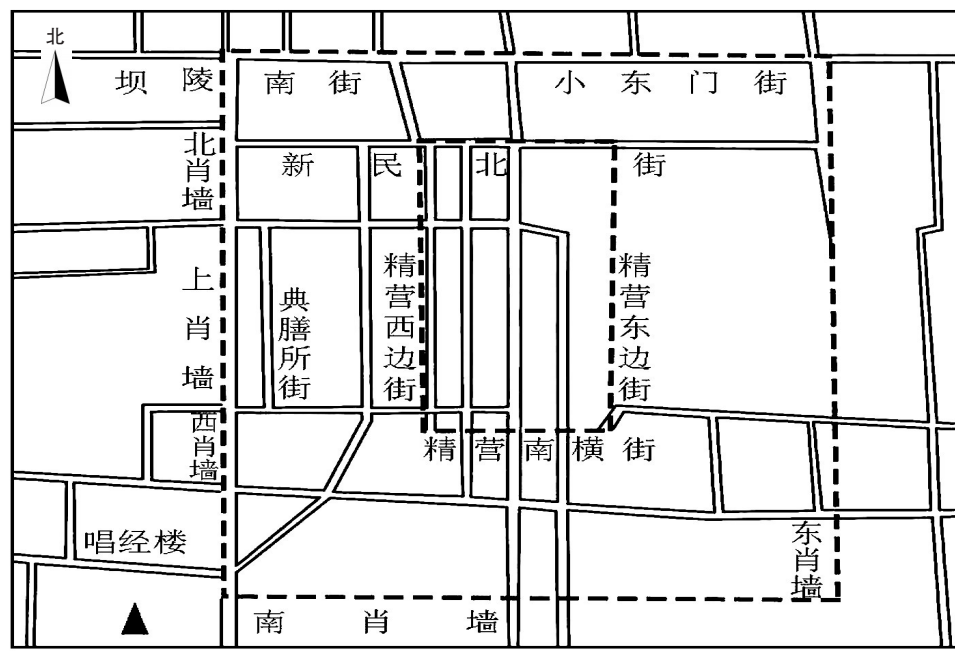 北
坝陵南街
小东门街
北肖墙
新民北街
上肖墙
典膳所街
精营西边街
精营东边街
西肖墙
精营南横街
唱经楼
东肖墙
南肖墙